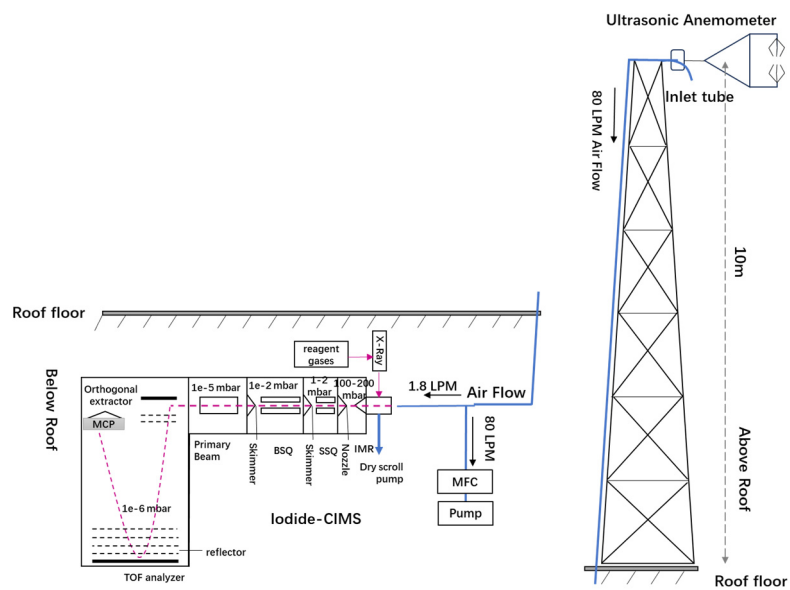 Ultrasonic Anemometer
Inlet tube
80 LPM Air Flow
10m
Above Roof
Roof floor
Roof floor
Below Roof
reagent
gases
X-Ray
1.8 LPM
Air Flow
80 LPM
MFC
Pump
Orthogonal
extractor
MCP
1e-5 mbar
1e-2 mbar
1-2
mbar
100-200
mbar
Primary
Beam
Skimmer
BSQ
Skimmer
SSQ
Nozzle
IMR
Dry scroll
pump
1e-6 mbar
Iodide-CIMS
reflector
TOF analyzer